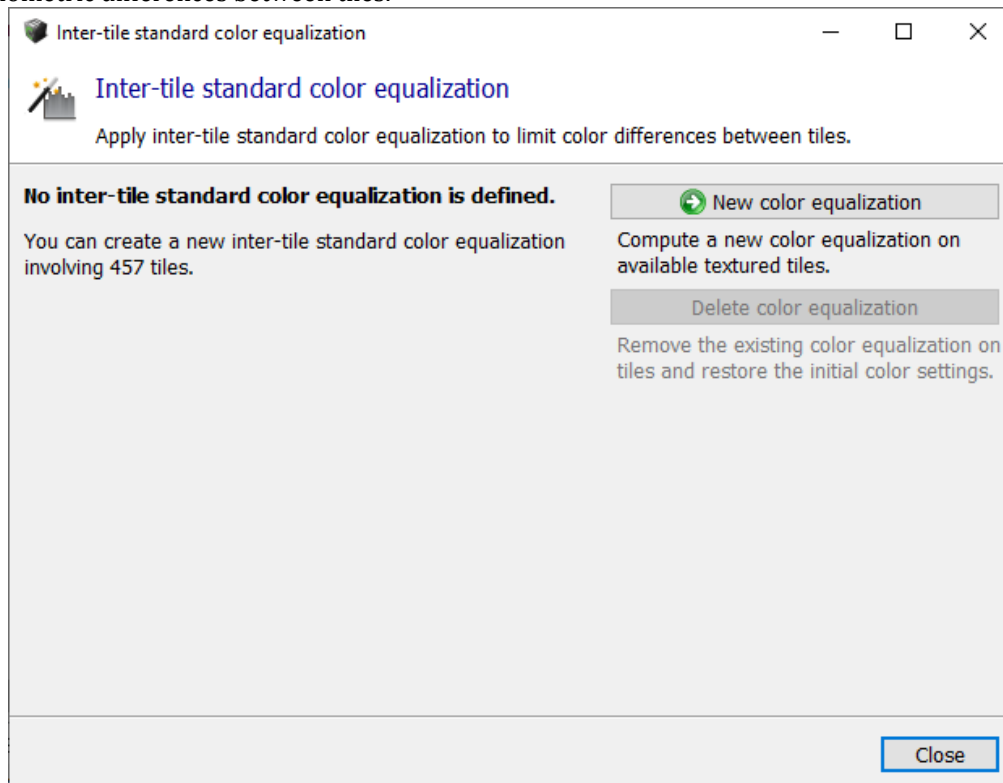 differences between tiles.
Inter-tile standard color equalization
Inter-tile standard color equalization
Apply inter-tile standard color equalization to limit color differences between tiles.
No inter-tile standard color equalization is defined.
You can create a new inter-tile standard color equalization
involving 457 tiles.
New color equalization
Compute a new color equalization on
available textured tiles.
Delete color equalization
Remove the existing color equalization on
tiles and restore the initial color settings.
Close